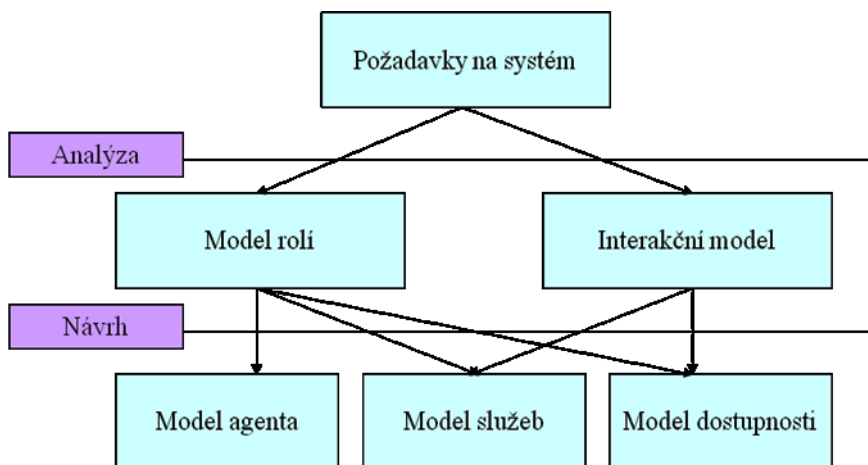 Požadavky na systém
Analýza
Model rolí
Interakční model
Návrh
Model agenta
Model služeb
Model dostupnosti